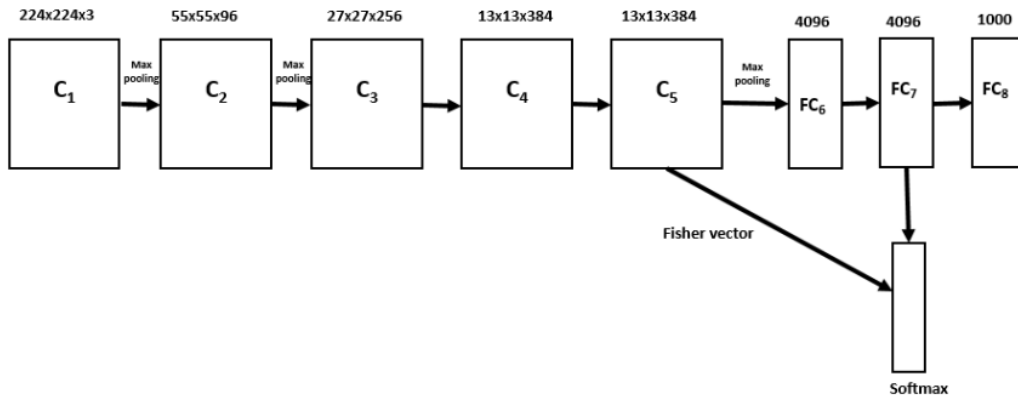 224x224x3 55x55x96 27x27x256 13x13x384 13x13x384 4096 4096 1000
Max Max Max
pooling pooling pooling
C1 C2 C3 C4 C5 FC6 FC7 FC8
Fisher vector
Softmax